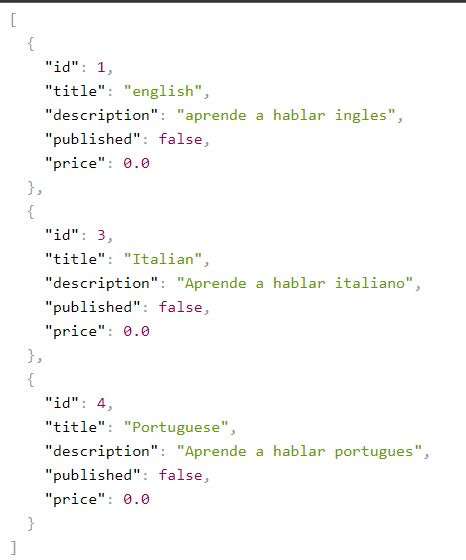 [
  {
    "id": 1,
    "title": "english",
    "description": "aprende a hablar ingles",
    "published": false,
    "price": 0.0
  },
  {
    "id": 3,
    "title": "Italian",
    "description": "Aprende a hablar italiano",
    "published": false,
    "price": 0.0
  },
  {
    "id": 4,
    "title": "Portuguese",
    "description": "Aprende a hablar portugues",
    "published": false,
    "price": 0.0
  }
]